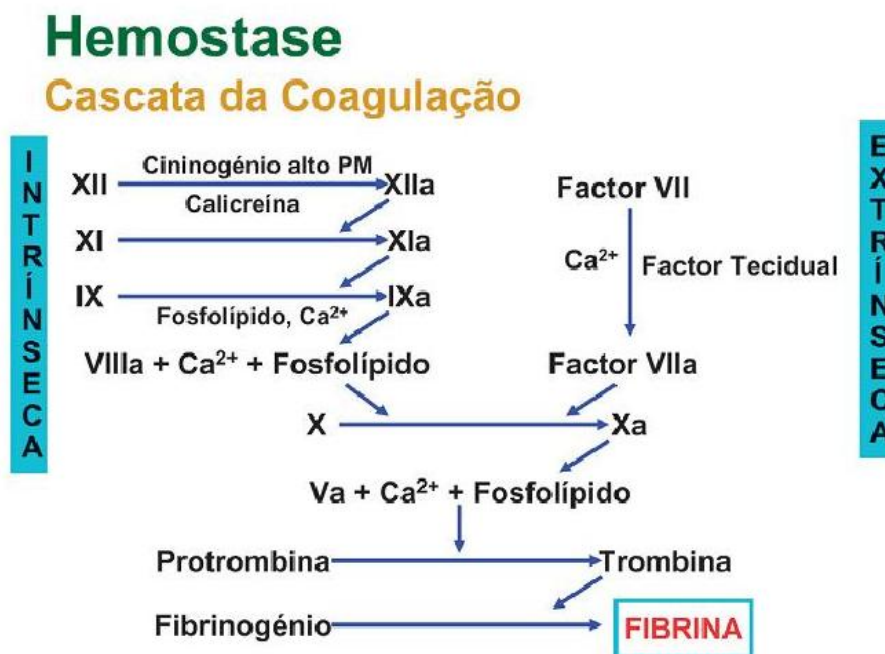 Hemostase
Cascata da Coagulação
INTRÍNSECA
XII Cininogénio alto PM XIIa
Calicreína
XI XIa
IX IXa
Fosfolípido, Ca²⁺
VIIIa + Ca²⁺ + Fosfolípido
Factor VII
Ca²⁺ Factor Tecidual
Factor VIIa
EXTRÍNSECA
X Xa
Va + Ca²⁺ + Fosfolípido
Protrombina Trombina
Fibrinogénio FIBRINA